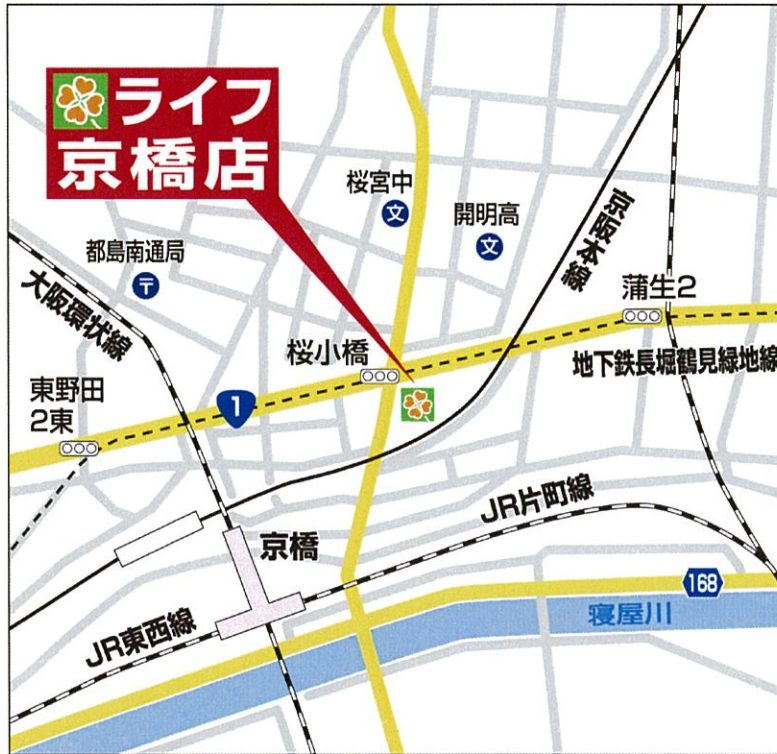 ライフ
京橋店
桜宮中
文
開明高
文
京阪本線
都島南通局
〒
大阪環状線
蒲生2
桜小橋
地下鉄長堀鶴見緑地線
東野田
2東
1
JR片町線
京橋
168
寝屋川
JR東西線